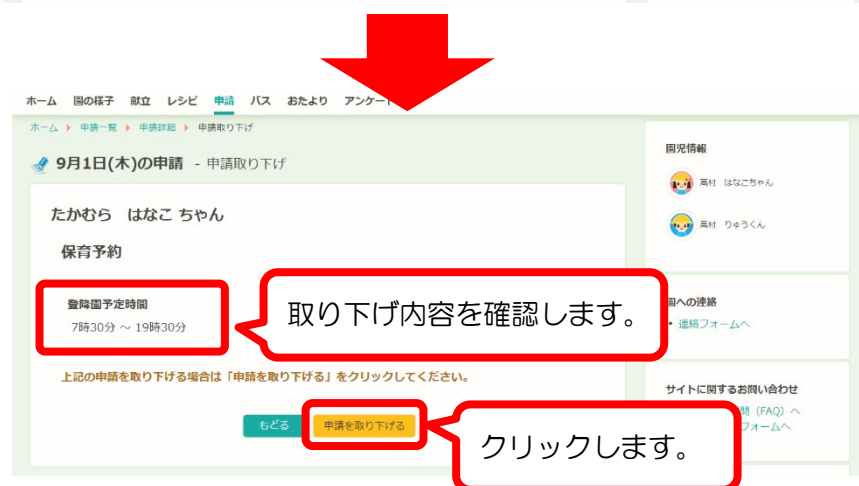 ホーム 園の様子 献立 レシピ 申請 バス おたより アンケート
ホーム 申請一覧 申請詳細 申請取り下げ
9月1日(木)の申請 - 申請取り下げ
たかむら はなこ ちゃん
保育予約
登降園予定時間
7時30分 ～ 19時30分
取り下げ内容を確認します。
上記の申請を取り下げる場合は「申請を取り下げる」をクリックしてください。
もどる 申請を取り下げる
クリックします。
園児情報
高村 はなこちゃん
高村 りゅうくん
園への連絡
・連絡フォームへ
サイトに関するお問い合わせ
(FAQ) へ
フォームへ